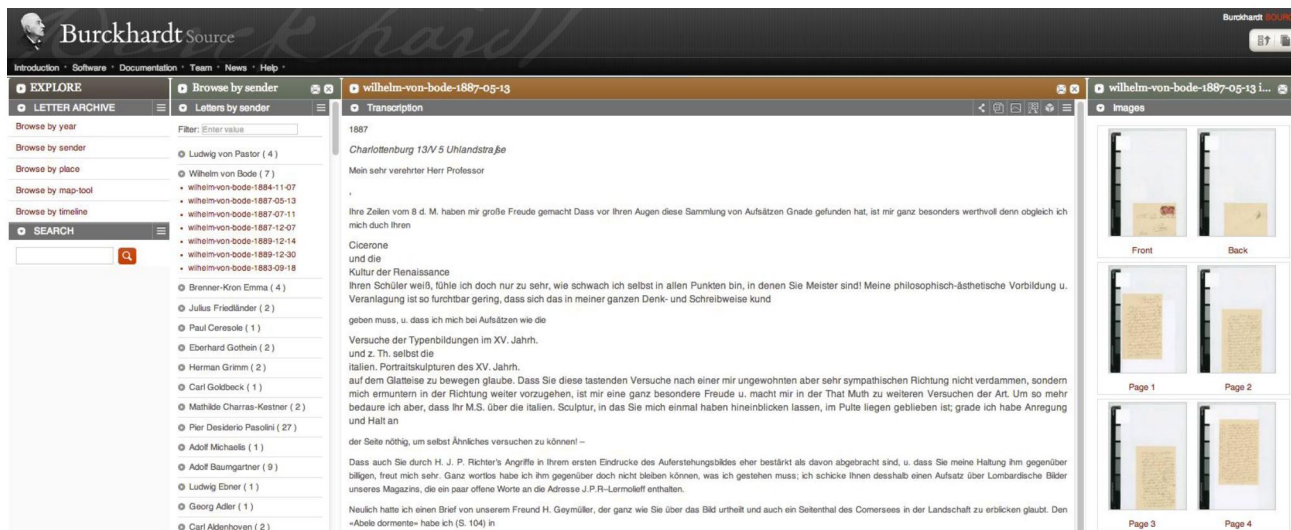 Burckhardt Source
Burckhardt SOURCE
Introduction • Software • Documentation • Team • News • Help •
EXPLORE
LETTER ARCHIVE
Browse by year
Browse by sender
Browse by place
Browse by map-tool
Browse by timeline
SEARCH
Browse by sender
Letters by sender
Filter: Enter value
Ludwig von Pastor ( 4 )
Wilhelm von Bode ( 7 )
• wilhelm-von-bode-1884-11-07
• wilhelm-von-bode-1887-05-13
• wilhelm-von-bode-1887-07-11
• wilhelm-von-bode-1887-12-07
• wilhelm-von-bode-1889-12-14
• wilhelm-von-bode-1889-12-30
• wilhelm-von-bode-1883-09-18
Brenner-Kron Emma ( 4 )
Julius Friedländer ( 2 )
Paul Ceresole ( 1 )
Eberhard Gothein ( 2 )
Herman Grimm ( 2 )
Carl Goldbeck ( 1 )
Mathilde Charras-Kestner ( 2 )
Pier Desiderio Pasolini ( 27 )
Adolf Michaelis ( 1 )
Adolf Baumgartner ( 9 )
Ludwig Ebner ( 1 )
Georg Adler ( 1 )
Carl Aldenhoven ( 2 )
wilhelm-von-bode-1887-05-13
Transcription
1887
Charlottenburg 13/V 5 Uhlandstraße
Mein sehr verehrter Herr Professor
,
Ihre Zeilen vom 8 d. M. haben mir große Freude gemacht Dass vor Ihren Augen diese Sammlung von Aufsätzen Gnade gefunden hat, ist mir ganz besonders werthvoll denn obgleich ich
mich duch Ihren
Cicerone
und die
Kultur der Renaissance
Ihren Schüler weiß, fühle ich doch nur zu sehr, wie schwach ich selbst in allen Punkten bin, in denen Sie Meister sind! Meine philosophisch-ästhetische Vorbildung u.
Veranlagung ist so furchtbar gering, dass sich das in meiner ganzen Denk- und Schreibweise kund
geben muss, u. dass ich mich bei Aufsätzen wie die
Versuche der Typenbildungen im XV. Jahrh.
und z. Th. selbst die
italien. Portraitskulpturen des XV. Jahrh.
auf dem Glatteise zu bewegen glaube. Dass Sie diese tastenden Versuche nach einer mir ungewohnten aber sehr sympathischen Richtung nicht verdammen, sondern
mich ermuntern in der Richtung weiter vorzugehen, ist mir eine ganz besondere Freude u. macht mir in der That Muth zu weiteren Versuchen der Art. Um so mehr
bedaure ich aber, dass Ihr M.S. über die italien. Sculptur, in das Sie mich einmal haben hineinblicken lassen, im Pulte liegen geblieben ist; grade ich habe Anregung
und Halt an
der Seite nöthig, um selbst Ähnliches versuchen zu können! –
Dass auch Sie durch H. J. P. Richter's Angriffe in Ihrem ersten Eindrucke des Auferstehungsbildes eher bestärkt als davon abgebracht sind, u. dass Sie meine Haltung ihm gegenüber
billigen, freut mich sehr. Ganz wortlos habe ich ihm gegenüber doch nicht bleiben können, was ich gestehen muss; ich schicke Ihnen desshalb einen Aufsatz über Lombardische Bilder
unseres Magazins, die ein paar offene Worte an die Adresse J.P.R–Lermolieff enthalten.
Neulich hatte ich einen Brief von unserem Freund H. Geymüller, der ganz wie Sie über das Bild urtheilt und auch ein Seitenthal des Comersees in der Landschaft zu erblicken glaubt. Den
«Abele dormente» habe ich (S. 104) in
wilhelm-von-bode-1887-05-13 i...
Images
Front
Back
Page 1
Page 2
Page 3
Page 4